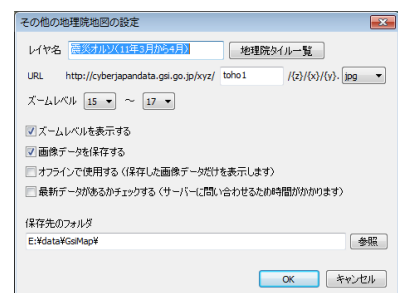 その他の地理院地図の設定
レイヤ名 震災オルソ(11年3月から4月) 地理院タイル一覧
URL http://cyberjapandata.gsi.go.jp/xyz/ toho1 /{z}/{x}/{y}. jpg
ズームレベル 15 ～ 17
ズームレベルを表示する
画像データを保存する
オフラインで使用する(保存した画像データだけを表示します)
最新データがあるかチェックする(サーバーに問い合わせるため時間がかかります)
保存先のフォルダ
E:¥data¥GsiMap¥ 参照
OK キャンセル